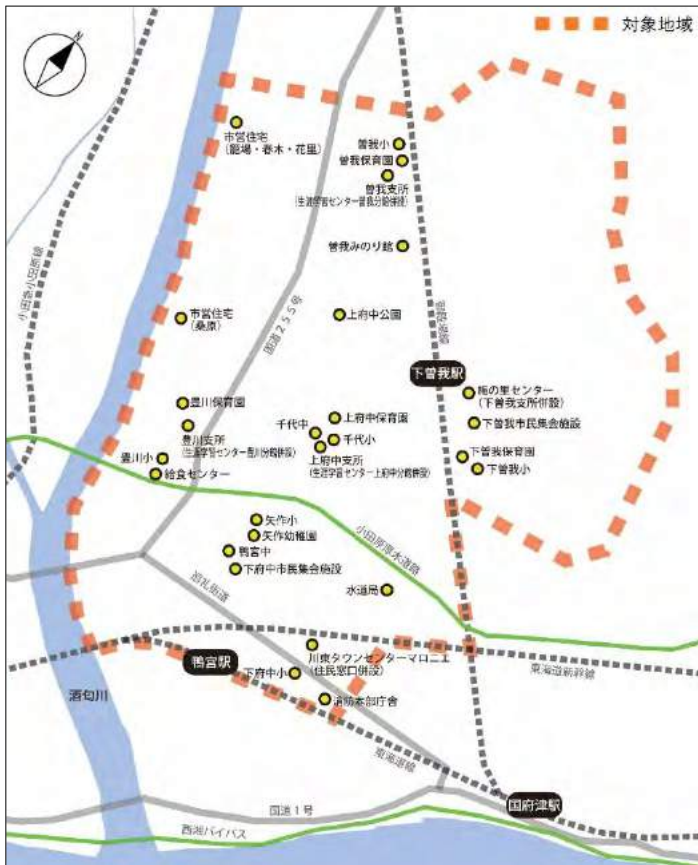 対象地域
市営住宅
曽我小
曽我保育園
曽我支所
(生涯学習センター曽我分館併設)
曽我みのり館
小田急小田原線
国道255号
御殿場線
市営住宅
(桑原)
上府中公園
下曽我駅
梅の里センター
(下曽我支所併設)
豊川保育園
上府中保育園
下曽我市民集会施設
豊川支所
(生涯学習センター豊川分館併設)
千代中
千代小
上府中支所
(生涯学習センター上府中分館併設)
下曽我保育園
下曽我小
豊川小
給食センター
矢作小
矢作幼稚園
小田原厚木道路
鴨宮中
下府中市民集会施設
巡礼街道
水道局
川東タウンセンターマロニエ
(住民窓口併設)
鴨宮駅
下府中小
東海道新幹線
消防本部庁舎
酒匂川
東海道線
国府津駅
国道1号
西湘バイパス